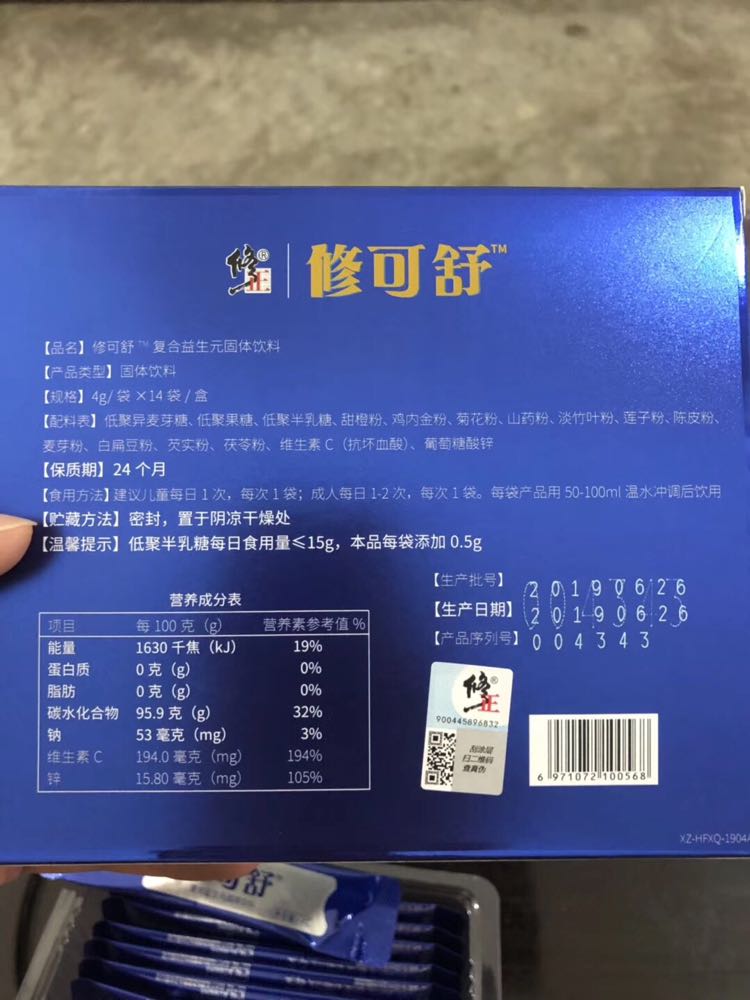 修正® 修可舒™
【品名】修可舒™复合益生元固体饮料
【产品类型】固体饮料
【规格】4g/袋×14袋/盒
【配料表】低聚异麦芽糖、低聚果糖、低聚半乳糖、甜橙粉、鸡内金粉、菊花粉、山药粉、淡竹叶粉、莲子粉、陈皮粉、
麦芽粉、白扁豆粉、芡实粉、茯苓粉、维生素C（抗坏血酸）、葡萄糖酸锌
【保质期】24个月
【食用方法】建议儿童每日1次，每次1袋；成人每日1-2次，每次1袋。每袋产品用50-100ml温水冲调后饮用
【贮藏方法】密封，置于阴凉干燥处
【温馨提示】低聚半乳糖每日食用量≤15g，本品每袋添加0.5g
营养成分表
项目 每100克（g） 营养素参考值%
能量 1630千焦（kJ） 19%
蛋白质 0克（g） 0%
脂肪 0克（g） 0%
碳水化合物 95.9克（g） 32%
钠 53毫克（mg） 3%
维生素C 194.0毫克（mg） 194%
锌 15.80毫克（mg） 105%
【生产批号】20190626
【生产日期】20190626
【产品序列号】004343
修正®
900445896832
刮涂层
扫二维码
查真伪
6 971072 100568
XZ-HFXQ-1904A
可舒™